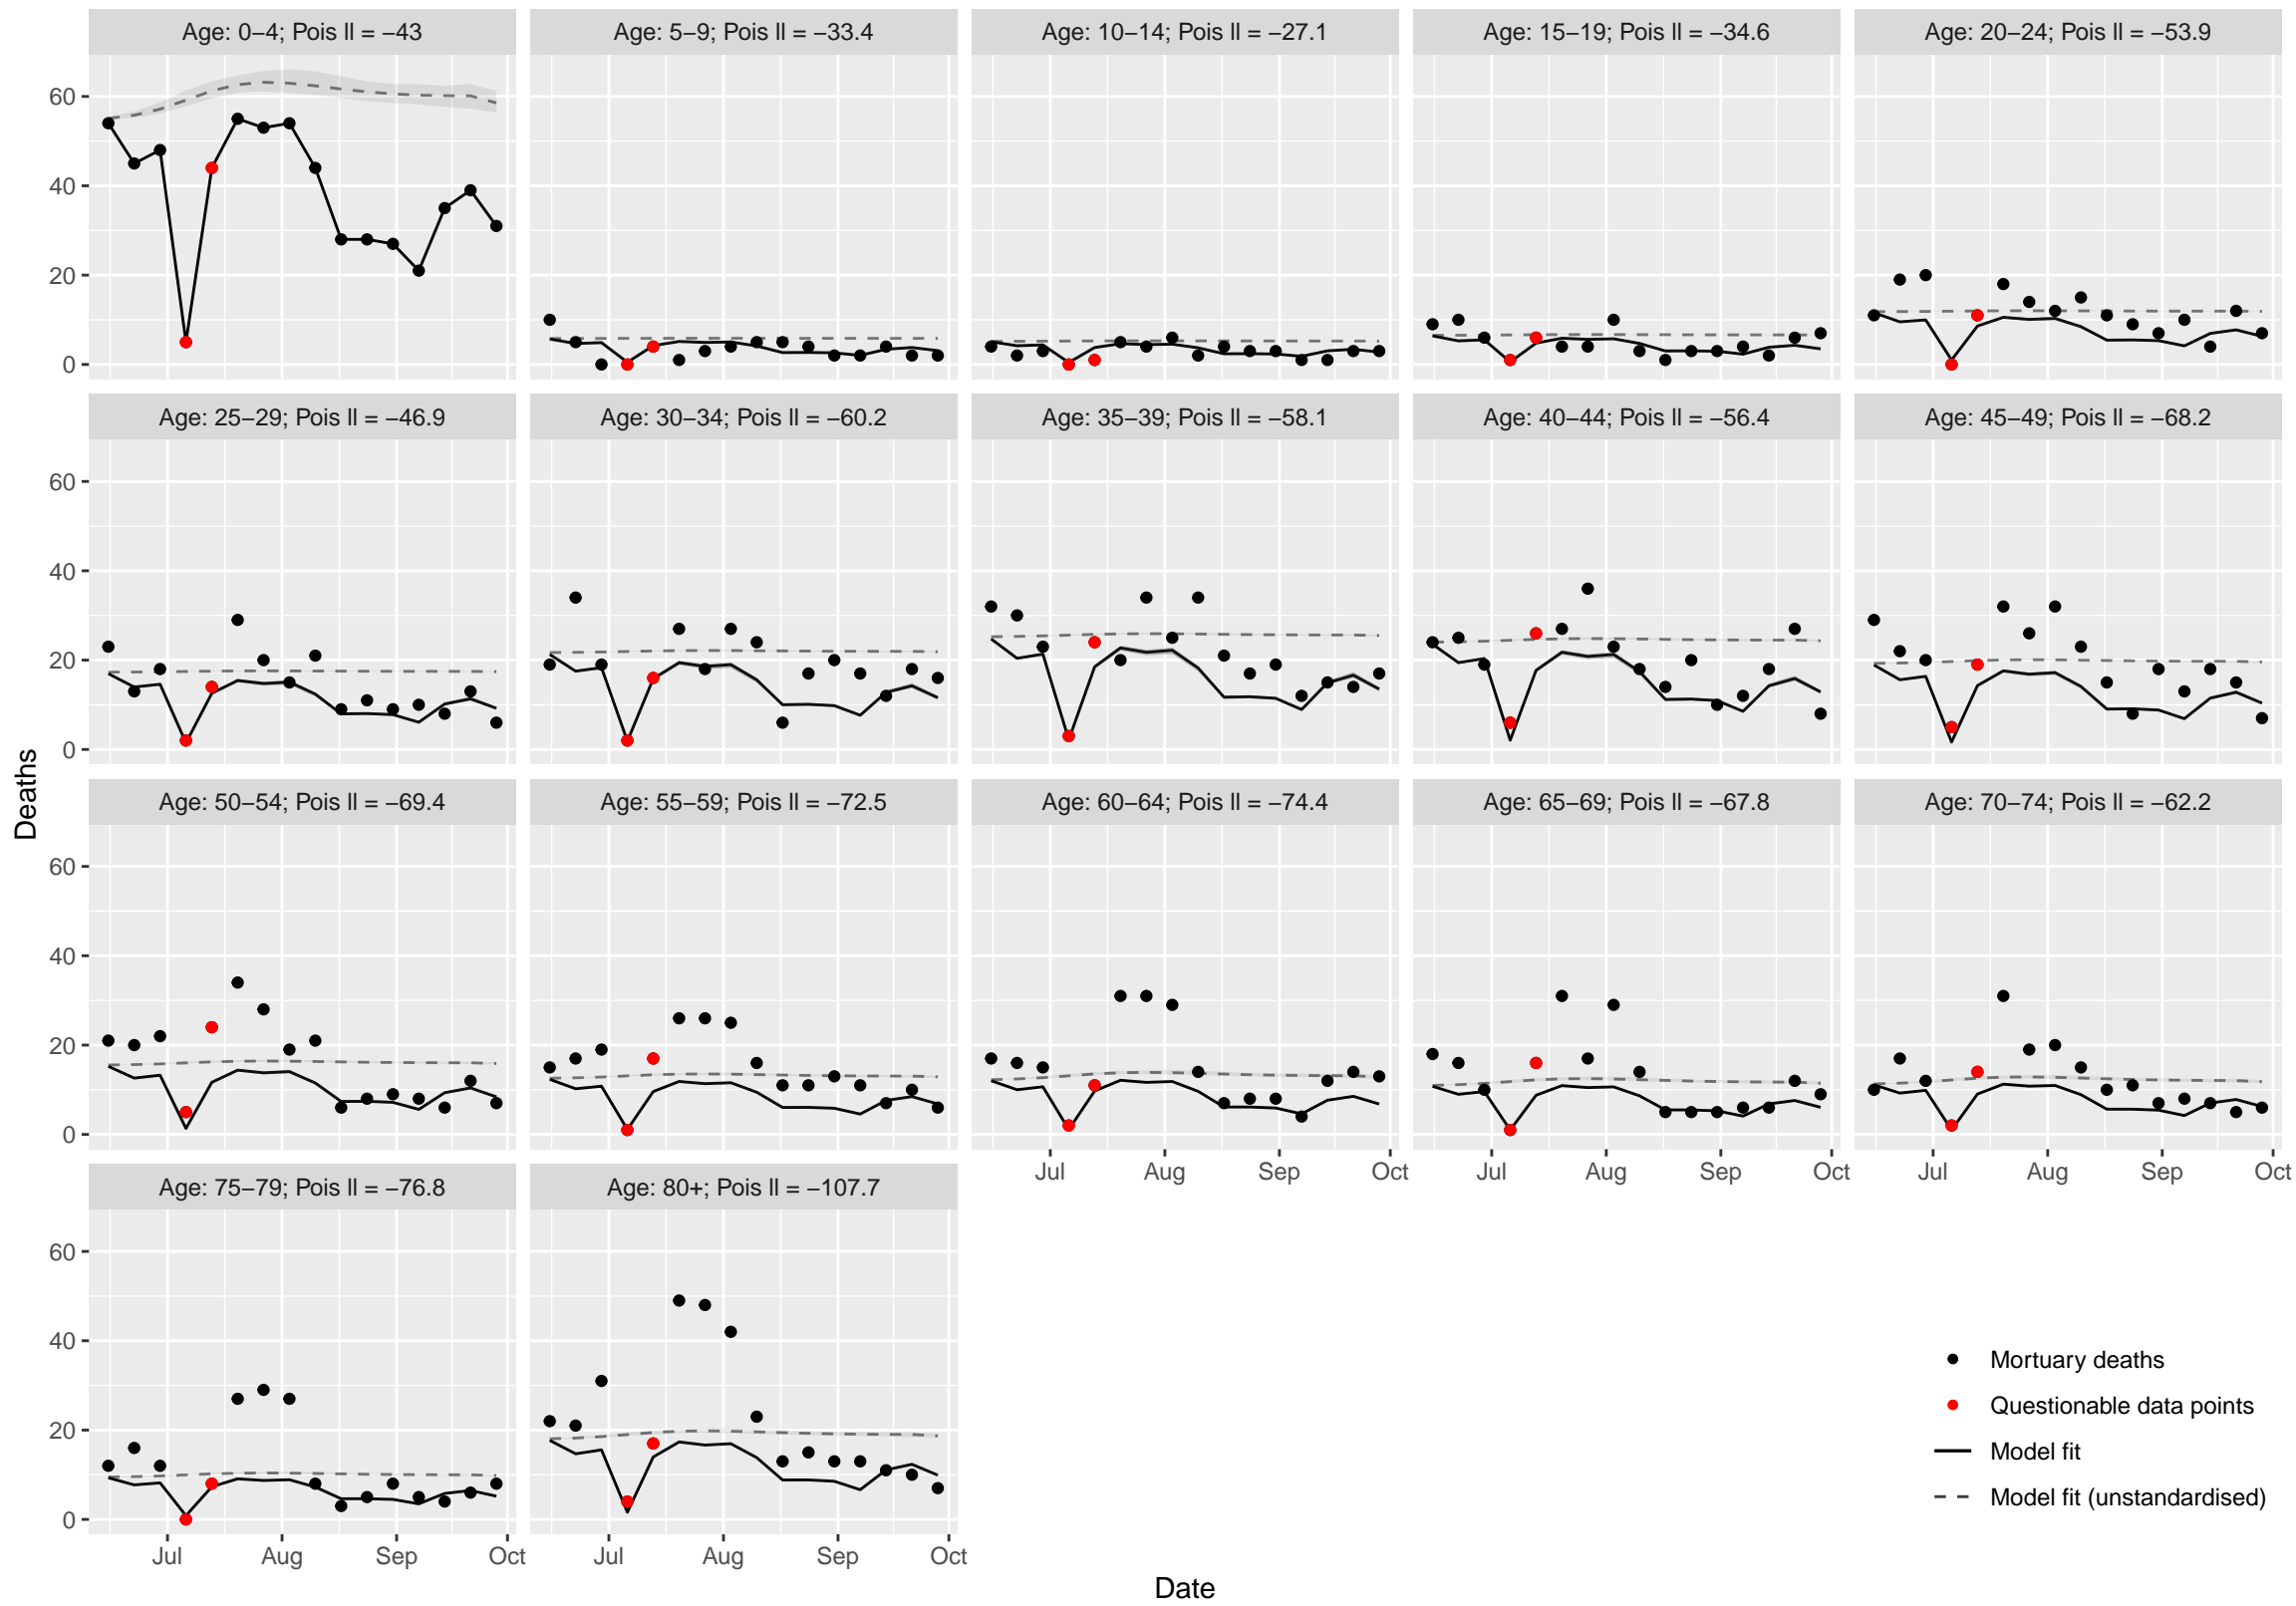 Age: 0−4; Pois ll = −43
Age: 5−9; Pois ll = −33.4
Age: 10−14; Pois ll = −27.1
Age: 15−19; Pois ll = −34.6
Age: 20−24; Pois ll = −53.9
60
40
20
0
Age: 25−29; Pois ll = −46.9
Age: 30−34; Pois ll = −60.2
Age: 35−39; Pois ll = −58.1
Age: 40−44; Pois ll = −56.4
Age: 45−49; Pois ll = −68.2
60
40
20
0
Deaths
Age: 50−54; Pois ll = −69.4
Age: 55−59; Pois ll = −72.5
Age: 60−64; Pois ll = −74.4
Age: 65−69; Pois ll = −67.8
Age: 70−74; Pois ll = −62.2
60
40
20
0
Jul Aug Sep Oct
Jul Aug Sep Oct
Jul Aug Sep Oct
Age: 75−79; Pois ll = −76.8
Age: 80+; Pois ll = −107.7
60
40
20
0
Jul Aug Sep Oct
Jul Aug Sep Oct
Mortuary deaths
Questionable data points
Model fit
Model fit (unstandardised)
Date